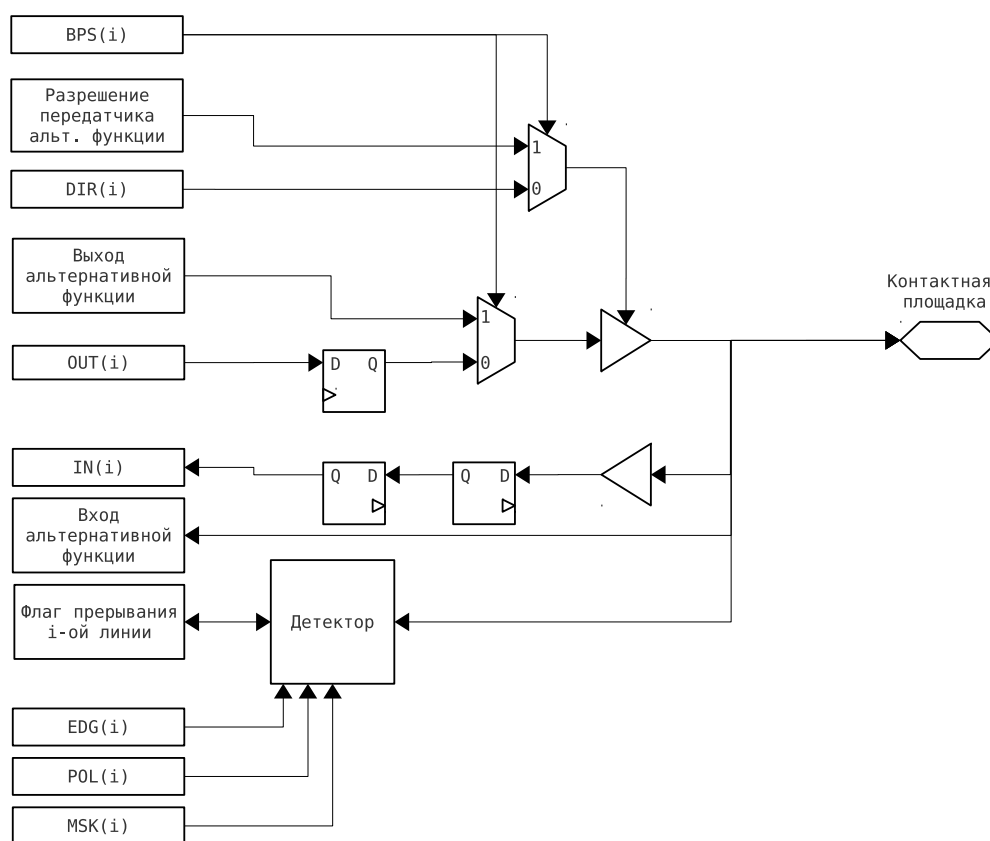 BPS(i)
Разрешение
передатчика
альт. функции
1
DIR(i)
0
Выход
альтернативной
функции
Контактная
площадка
1
OUT(i)
D Q
0
IN(i)
Q D
Q D
Вход
альтернативной
функции
Флаг прерывания
i-ой линии
Детектор
EDG(i)
POL(i)
MSK(i)